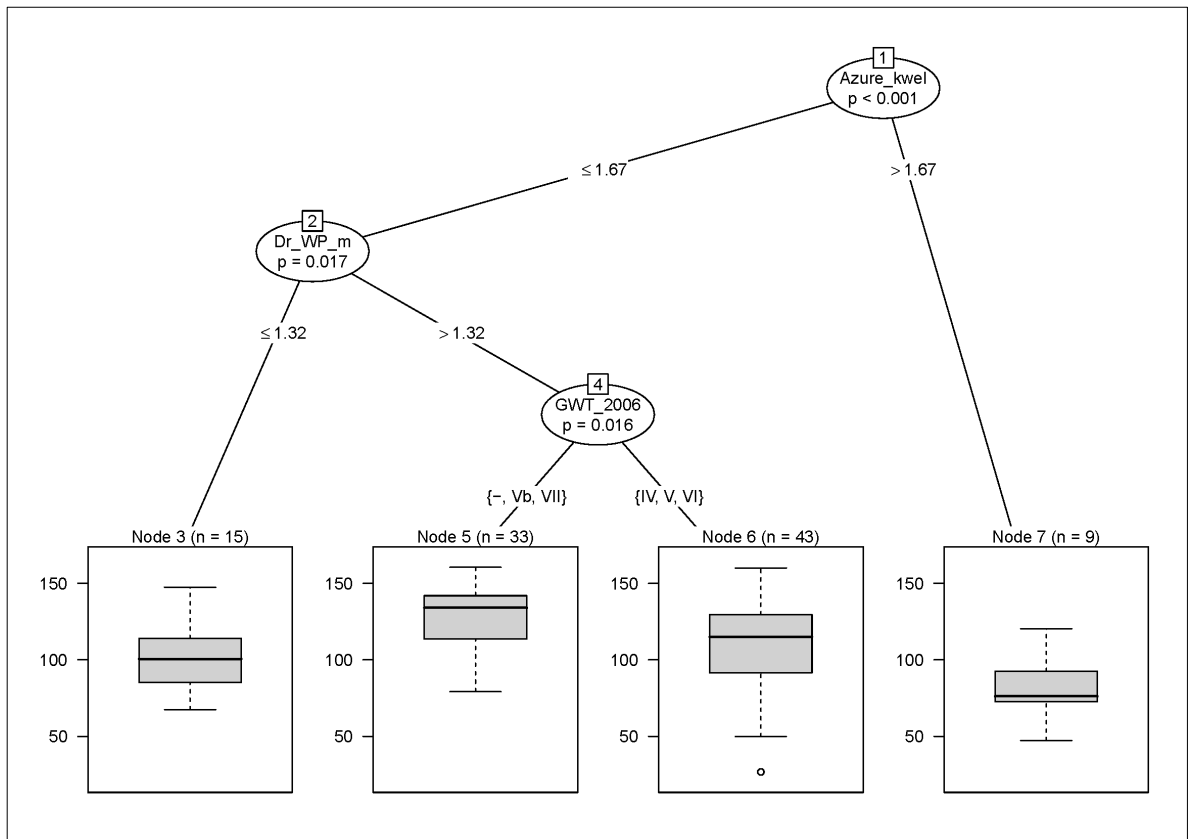 1
Azure_kwel
p < 0.001
≤ 1.67
> 1.67
2
Dr_WP_m
p = 0.017
≤ 1.32
> 1.32
4
GWT_2006
p = 0.016
{−, Vb, VII}
{IV, V, VI}
Node 3 (n = 15)
Node 5 (n = 33)
Node 6 (n = 43)
Node 7 (n = 9)
150
100
50
150
100
50
150
100
50
150
100
50